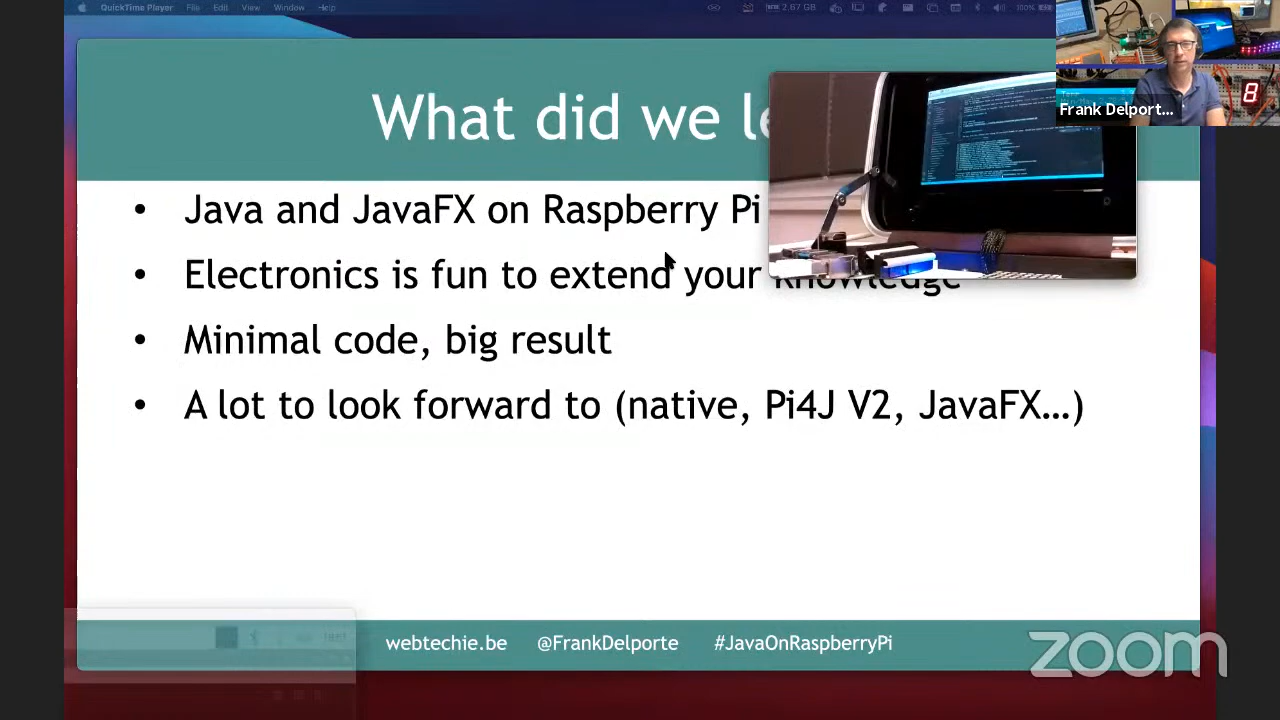 QuickTime Player File Edit View Window Help 2.67 GB 100%
Frank Delport...
What did we le
• Java and JavaFX on Raspberry Pi
• Electronics is fun to extend your knowledge
• Minimal code, big result
• A lot to look forward to (native, Pi4J V2, JavaFX...)
webtechie.be @FrankDelporte #JavaOnRaspberryPi
zoom